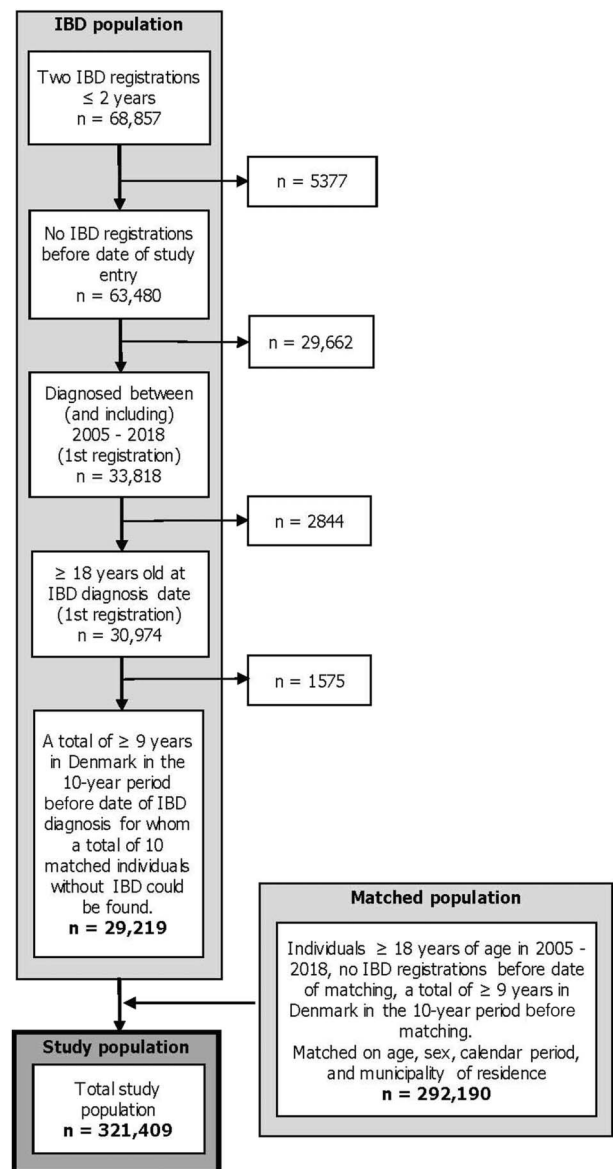 IBD population
Two IBD registrations
≤ 2 years
n = 68,857
n = 5377
No IBD registrations
before date of study
entry
n = 63,480
n = 29,662
Diagnosed between
(and including)
2005 - 2018
(1st registration)
n = 33,818
n = 2844
≥ 18 years old at
IBD diagnosis date
(1st registration)
n = 30,974
n = 1575
A total of ≥ 9 years
in Denmark in the
10-year period
before date of IBD
diagnosis for whom
a total of 10
matched individuals
without IBD could
be found.
n = 29,219
Matched population
Individuals ≥ 18 years of age in 2005 -
2018, no IBD registrations before date
of matching, a total of ≥ 9 years in
Denmark in the 10-year period before
matching.
Matched on age, sex, calendar period,
and municipality of residence
n = 292,190
Study population
Total study
population
n = 321,409